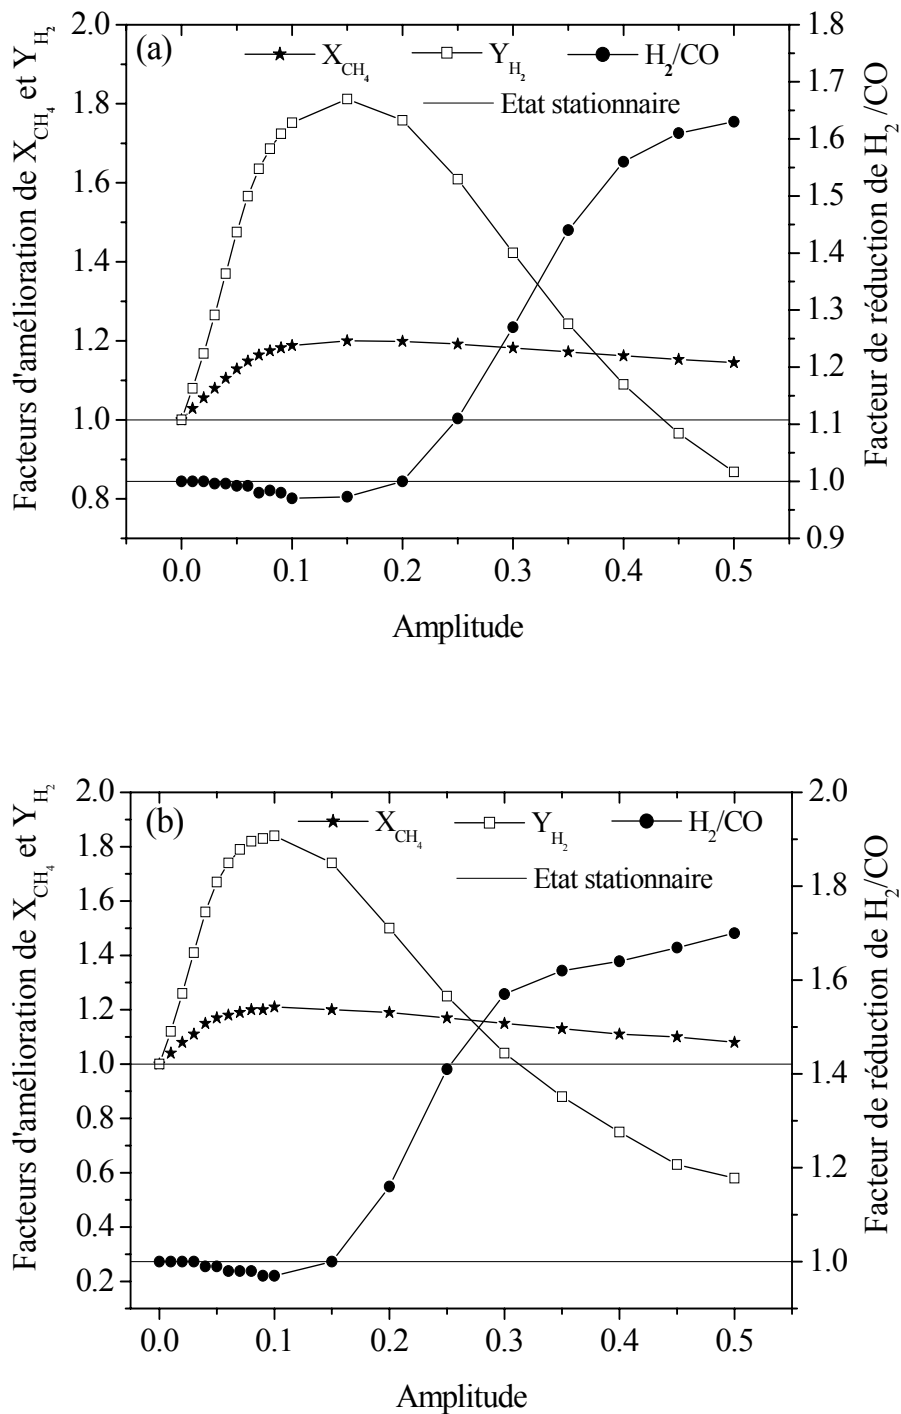 (a)
X_CH4 Y_H2 H2/CO
Etat stationnaire
Facteurs d'amélioration de X_CH4 et Y_H2
2.0
1.8
1.6
1.4
1.2
1.0
0.8
Facteur de réduction de H2 /CO
1.8
1.7
1.6
1.5
1.4
1.3
1.2
1.1
1.0
0.9
0.0 0.1 0.2 0.3 0.4 0.5
Amplitude
(b)
X_CH4 Y_H2 H2/CO
Etat stationnaire
Facteurs d'amélioration de X_CH4 et Y_H2
2.0
1.8
1.6
1.4
1.2
1.0
0.8
0.6
0.4
0.2
Facteur de réduction de H2/CO
2.0
1.8
1.6
1.4
1.2
1.0
0.0 0.1 0.2 0.3 0.4 0.5
Amplitude